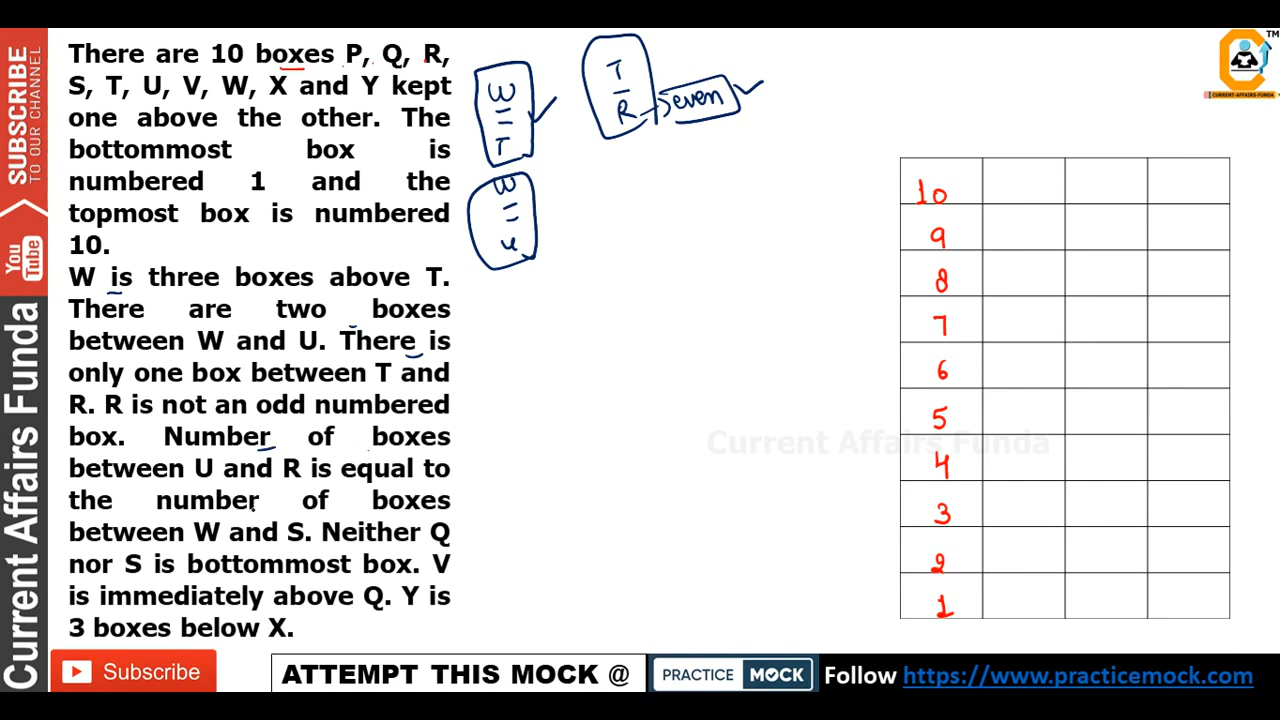 SUBSCRIBE
TO OUR CHANNEL
You
Tube
Current Affairs Funda
There are 10 boxes P, Q, R,
S, T, U, V, W, X and Y kept
one above the other. The
bottommost box is
numbered 1 and the
topmost box is numbered
10.
W is three boxes above T.
There are two boxes
between W and U. There is
only one box between T and
R. R is not an odd numbered
box. Number of boxes
between U and R is equal to
the number of boxes
between W and S. Neither Q
nor S is bottommost box. V
is immediately above Q. Y is
3 boxes below X.
W
T
W
u
T
R → even
TM
CURRENT-AFFAIRS-FUNDA
10
9
8
7
6
5
4
3
2
1
Current Affairs Funda
Subscribe
ATTEMPT THIS MOCK @
PRACTICE MOCK
Follow https://www.practicemock.com